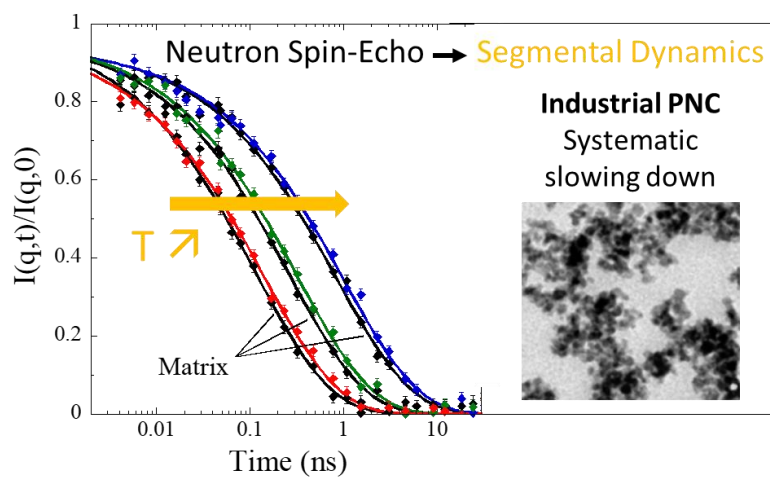 Neutron Spin-Echo → Segmental Dynamics
Industrial PNC
Systematic
slowing down
T ↗
Matrix
I(q,t)/I(q,0)
1
0.8
0.6
0.4
0.2
0
0.01
0.1
1
10
Time (ns)